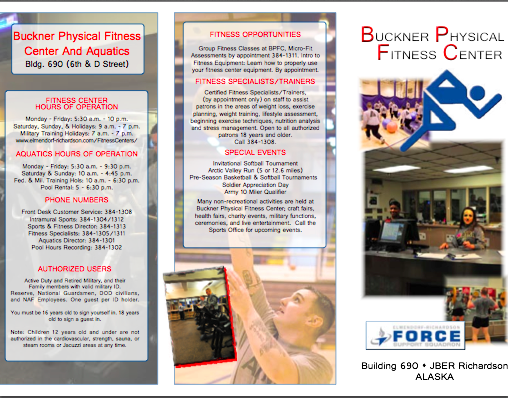 Buckner Physical Fitness
Center And Aquatics
Bldg. 690 (6th & D Street)
FITNESS CENTER
HOURS OF OPERATION
Monday - Friday: 5:30 a.m. - 10 p.m.
Saturday, Sunday, & Holidays: 9 a.m. - 7 p.m.
Military Training Holidays: 7 a.m. - 7 p.m.
www.elmendorf-richardson.com/FitnessCenters/
AQUATICS HOURS OF OPERATION
Monday - Friday: 5:30 a.m. - 9:30 p.m.
Saturday & Sunday: 10 a.m. - 4:45 p.m.
Fed. & Mil. Training Hols: 10 a.m. - 6:30 p.m.
Pool Rental: 5 - 6:30 p.m.
PHONE NUMBERS
Front Desk Customer Service: 384-1308
Intramural Sports: 384-1304/1312
Sports & Fitness Director: 384-1313
Fitness Specialists: 384-1305/1311
Aquatics Director: 384-1301
Pool Hours Recording: 384-1302
AUTHORIZED USERS
Active Duty and Retired Military, and their
Family members with valid military ID.
Reserve, National Guardsmen, DOD civilians,
and NAF Employees. One guest per ID holder.
You must be 16 years old to sign yourself in. 18 years
old to sign a guest in.
Note: Children 12 years old and under are not
authorized in the cardiovascular, strength, sauna, or
steam rooms or Jacuzzi areas at any time.
FITNESS OPPORTUNITIES
Group Fitness Classes at BPFC, Micro-Fit
Assessments by appointment 384-1311. Intro to
Fitness Equipment: Learn how to properly use
your fitness center equipment. By appointment.
FITNESS SPECIALISTS/TRAINERS
Certified Fitness Specialists/Trainers,
(by appointment only) on staff to assist
patrons in the areas of weight loss, exercise
planning, weight training, lifestyle assessment,
beginning exercise techniques, nutrition analysis
and stress management. Open to all authorized
patrons 18 years and older.
Call 384-1308.
SPECIAL EVENTS
Invitational Softball Tournament
Arctic Valley Run (5 or 12.6 miles)
Pre-Season Basketball & Softball Tournaments
Soldier Appreciation Day
Army 10 Miler Qualifier
Many non-recreational activities are held at
Buckner Physical Fitness Center; craft fairs,
health fairs, charity events, military functions,
ceremonies, and live entertainment. Call the
Sports Office for upcoming events.
Buckner Physical
Fitness Center
ELMENDORF-RICHARDSON
FORCE
SUPPORT SQUADRON
Building 690 • JBER Richardson
ALASKA